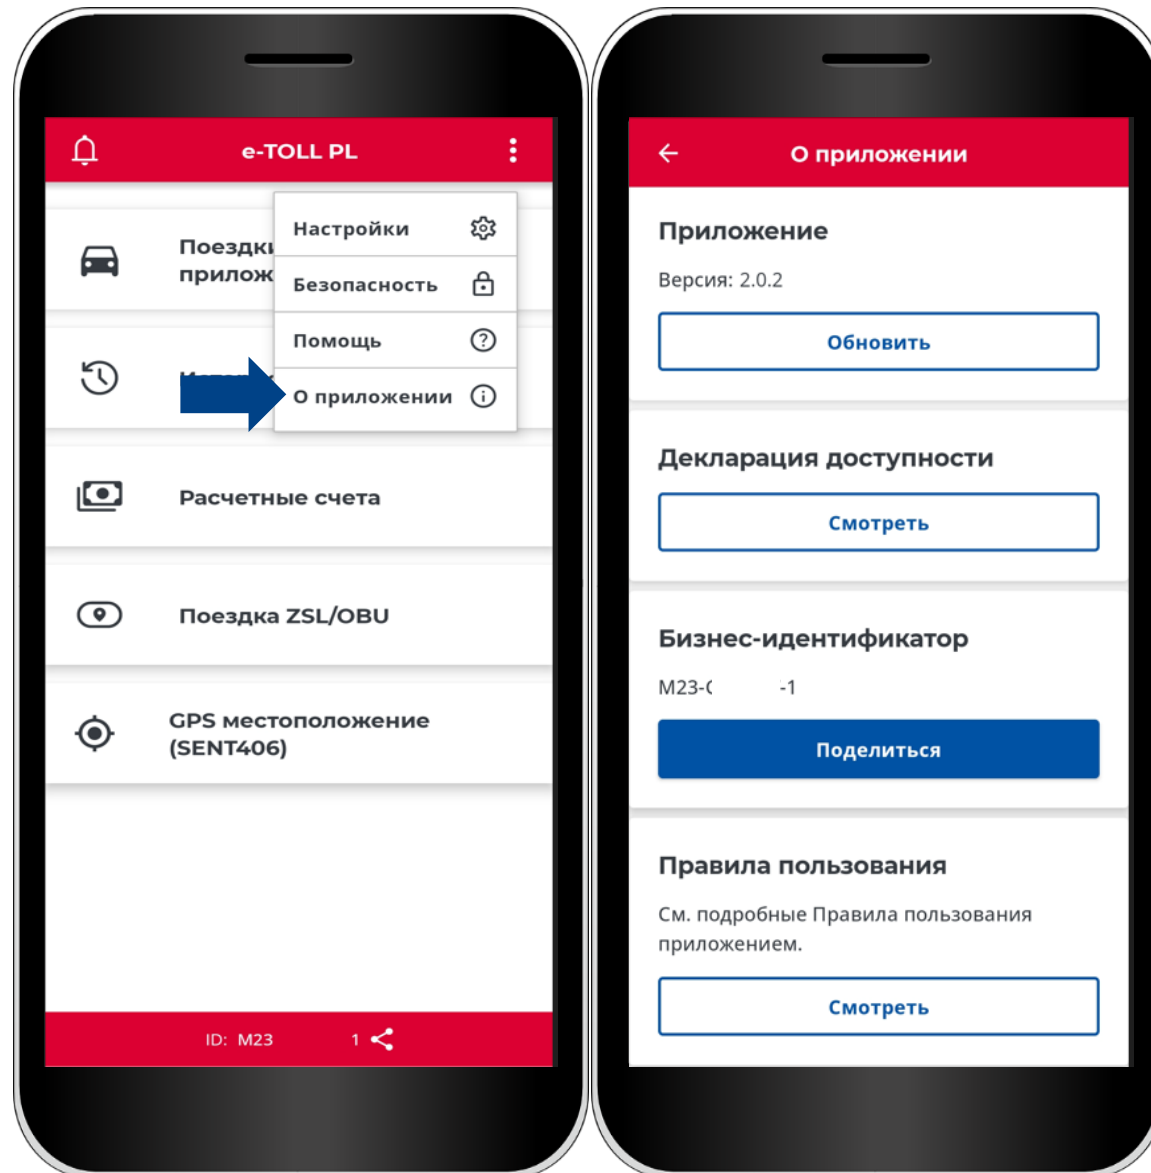 e-TOLL PL
Настройки
Поездки
прилож
Безопасность
Помощь
О приложении
Расчетные счета
Поездка ZSL/OBU
GPS местоположение
(SENT406)
ID: M23 1
О приложении
Приложение
Версия: 2.0.2
Обновить
Декларация доступности
Смотреть
Бизнес-идентификатор
M23- -1
Поделиться
Правила пользования
См. подробные Правила пользования
приложением.
Смотреть